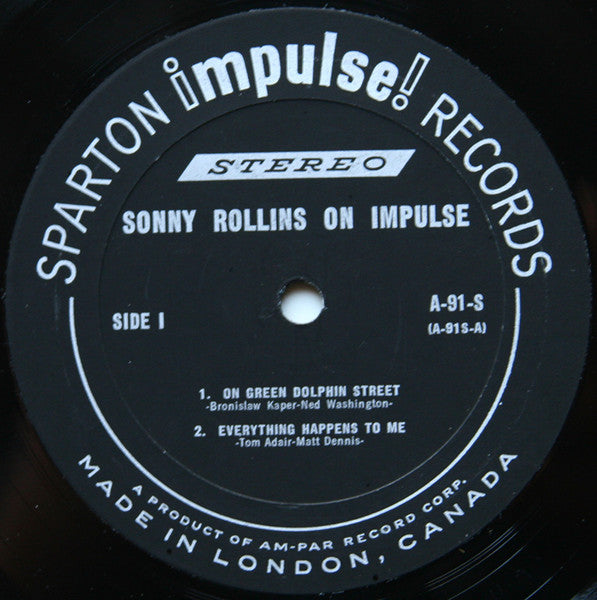 SPARTON impulse! RECORDS
STEREO
SONNY ROLLINS ON IMPULSE
SIDE I
A-91-S
(A-91S-A)
1. ON GREEN DOLPHIN STREET
-Bronislaw Kaper-Ned Washington-
2. EVERYTHING HAPPENS TO ME
-Tom Adair-Matt Dennis-
A PRODUCT OF AM-PAR RECORD CORP.
MADE IN LONDON, CANADA